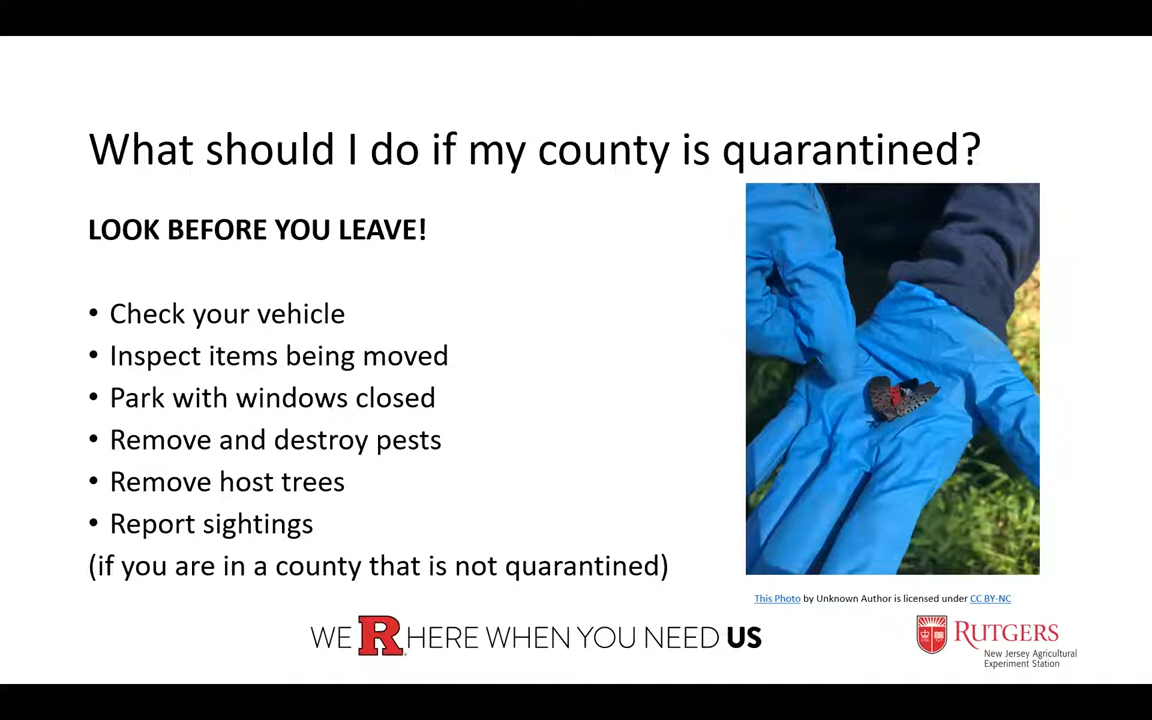 What should I do if my county is quarantined?
LOOK BEFORE YOU LEAVE!
• Check your vehicle
• Inspect items being moved
• Park with windows closed
• Remove and destroy pests
• Remove host trees
• Report sightings
(if you are in a county that is not quarantined)
This Photo by Unknown Author is licensed under CC BY-NC
WE R HERE WHEN YOU NEED US
RUTGERS
New Jersey Agricultural
Experiment Station